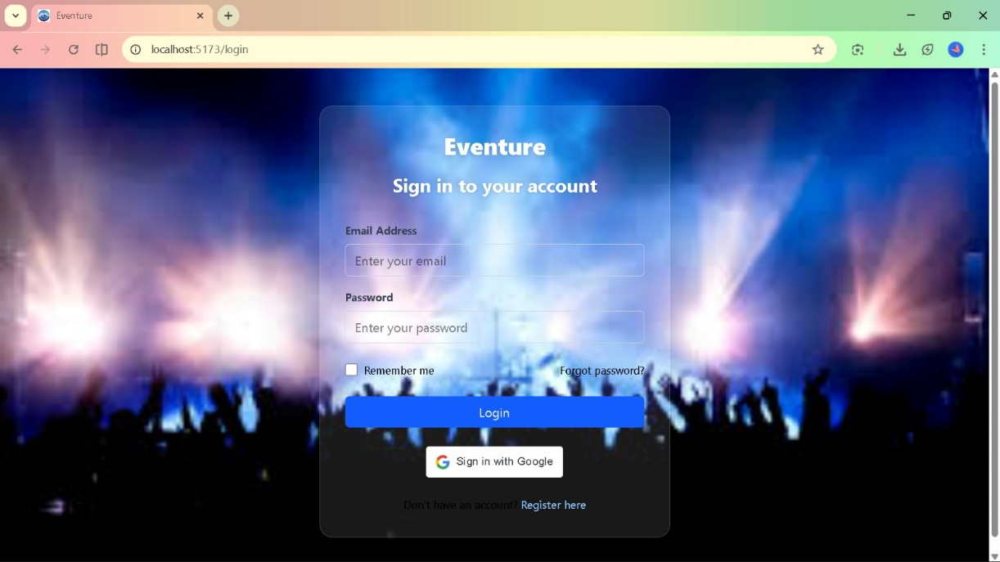 Eventure
localhost:5173/login
Eventure
Sign in to your account
Email Address
Enter your email
Password
Enter your password
Remember me
Forgot password?
Login
Sign in with Google
Don't have an account? Register here